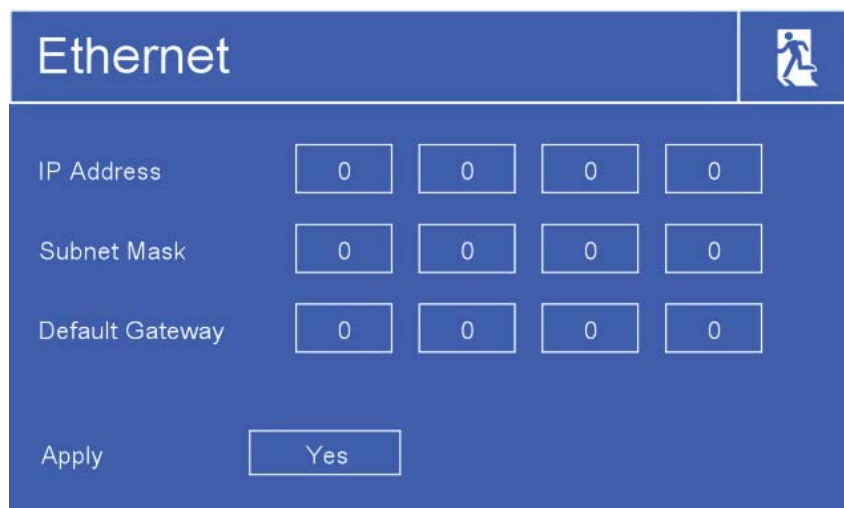 Ethernet
IP Address 0 0 0 0
Subnet Mask 0 0 0 0
Default Gateway 0 0 0 0
Apply Yes